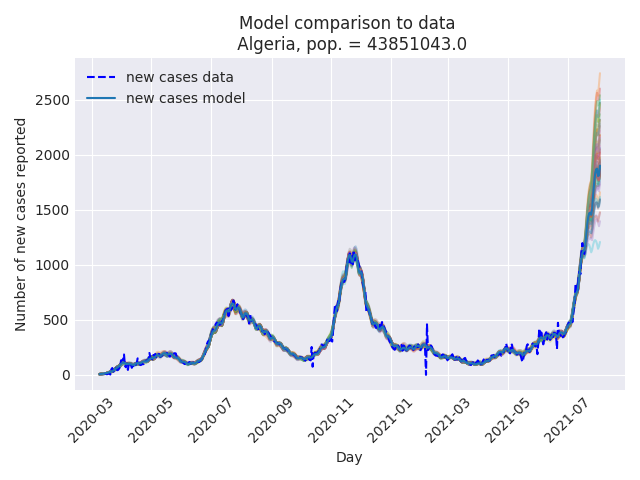 Model comparison to data
Algeria, pop. = 43851043.0
new cases data
new cases model
Number of new cases reported
2500
2000
1500
1000
500
0
2020-03
2020-05
2020-07
2020-09
2020-11
2021-01
2021-03
2021-05
2021-07
Day